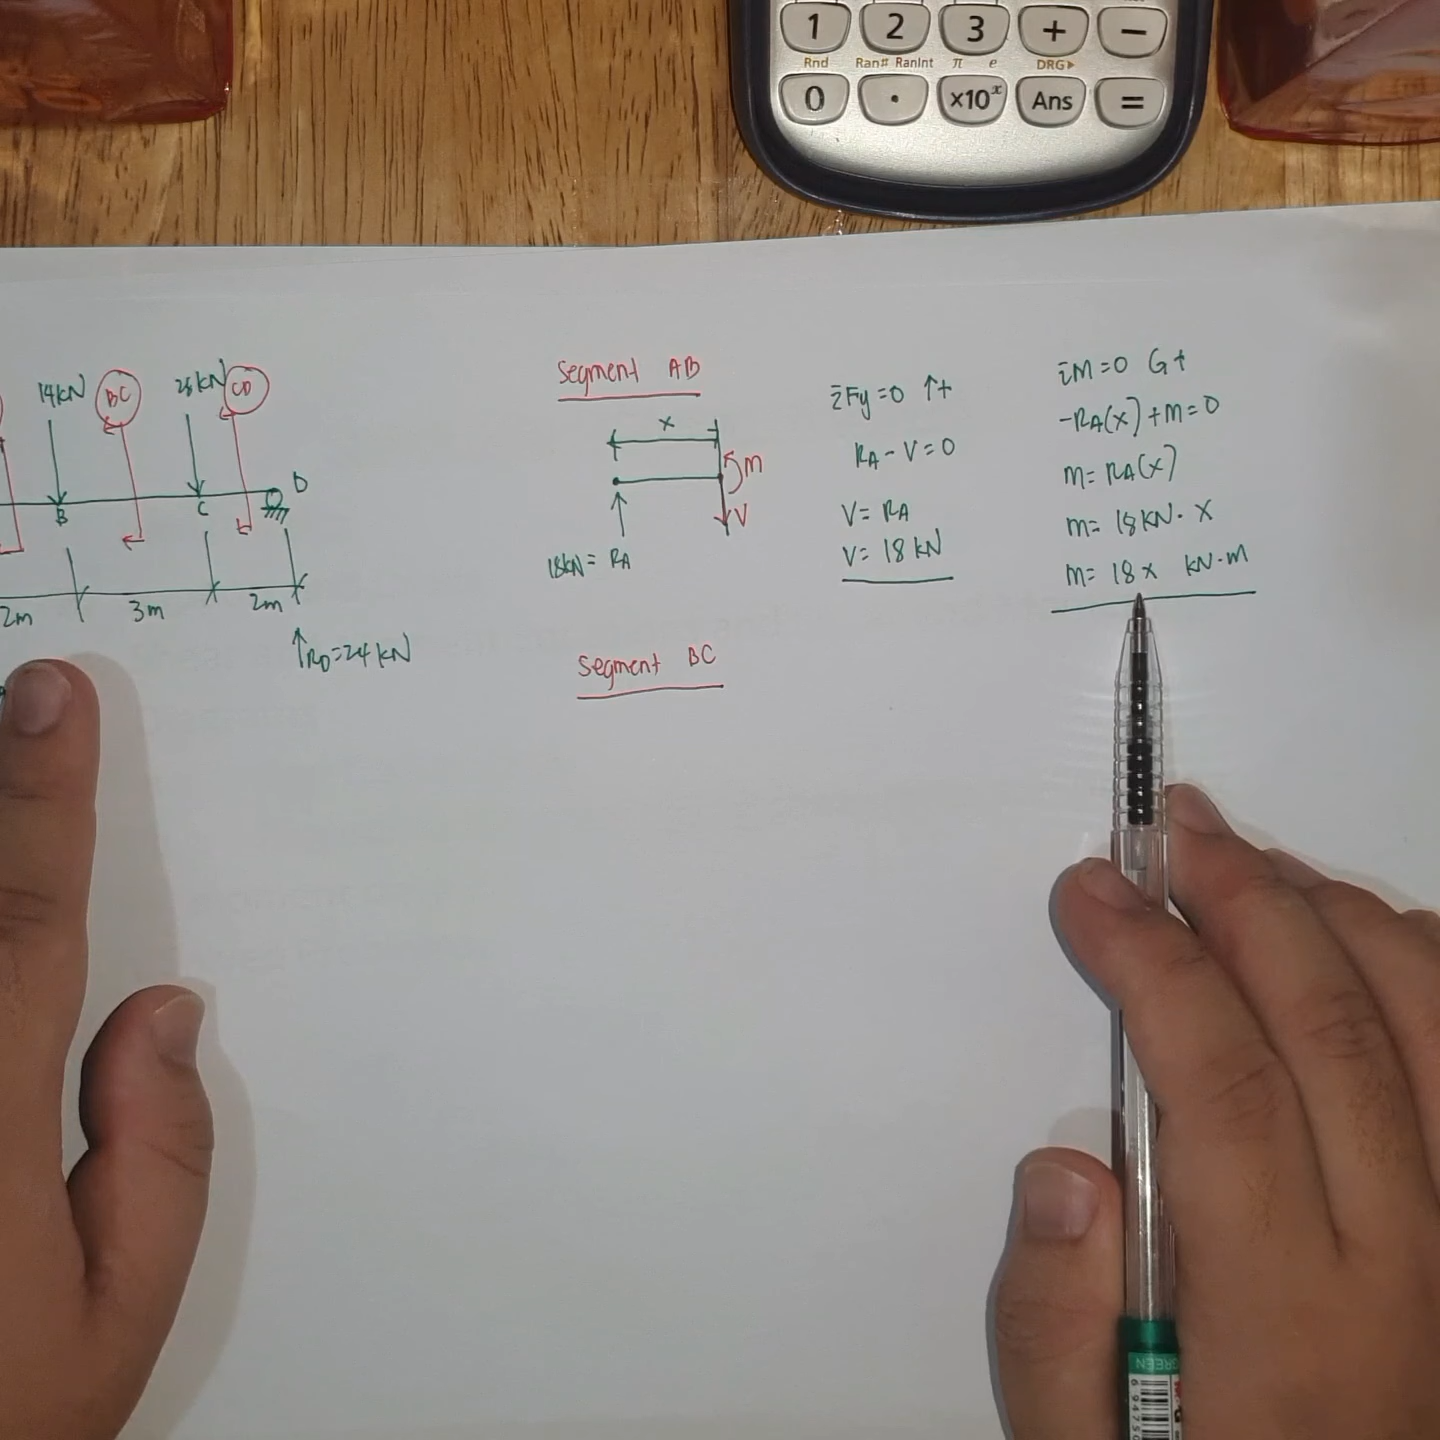 1 2 3 + −
Rnd Ran# RanInt π e DRG▸
0 · ×10ˣ Ans =
14kN BC 28kN CD
B C D
2m 3m 2m
↑RD=24kN
Segment AB
x
M
V
18kN = RA
ΣFy=0 ↑+
RA - V = 0
V = RA
V = 18 kN
ΣM=0 ↺+
-RA(x) + M = 0
M = RA(x)
M = 18kN · x
M = 18x kN·m
Segment BC
GREEN